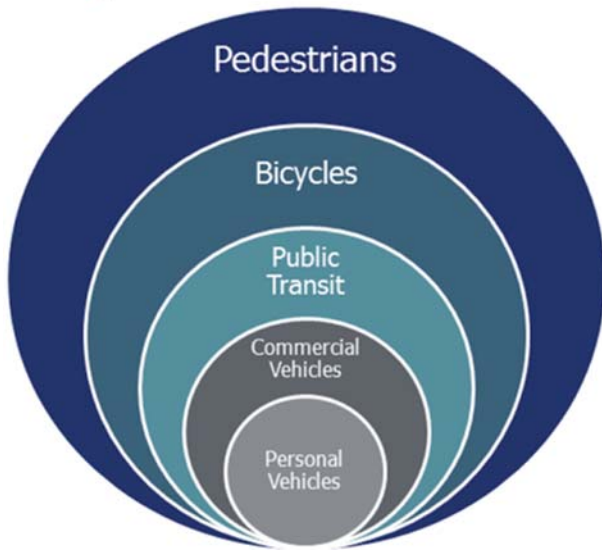 Pedestrians
Bicycles
Public
Transit
Commercial
Vehicles
Personal
Vehicles